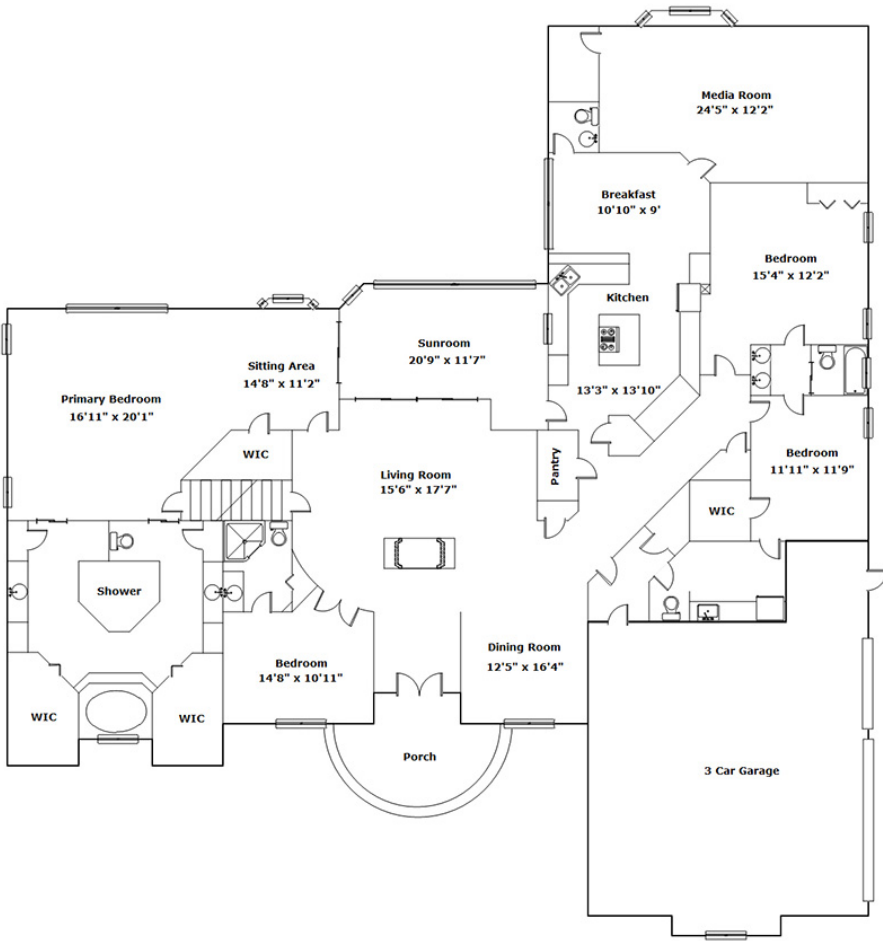 Media Room
24'5" x 12'2"
Breakfast
10'10" x 9'
Bedroom
15'4" x 12'2"
Kitchen
13'3" x 13'10"
Sunroom
20'9" x 11'7"
Sitting Area
14'8" x 11'2"
Primary Bedroom
16'11" x 20'1"
WIC
Living Room
15'6" x 17'7"
Pantry
Bedroom
11'11" x 11'9"
WIC
Shower
Bedroom
14'8" x 10'11"
Dining Room
12'5" x 16'4"
WIC
WIC
Porch
3 Car Garage